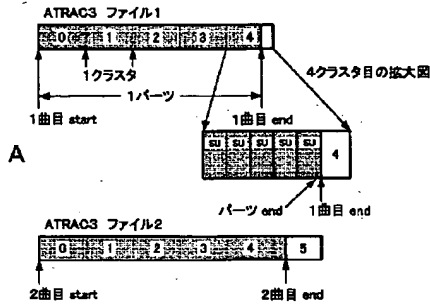 ATRAC3 ファイル1
0 1 2 3 4
1クラスタ
4クラスタ目の拡大図
1パーツ
1曲目 start
1曲目 end
A
SU SU SU SU SU
4
パーツ end
1曲目 end
ATRAC3 ファイル2
0 1 2 3 4 5
2曲目 start
2曲目 end